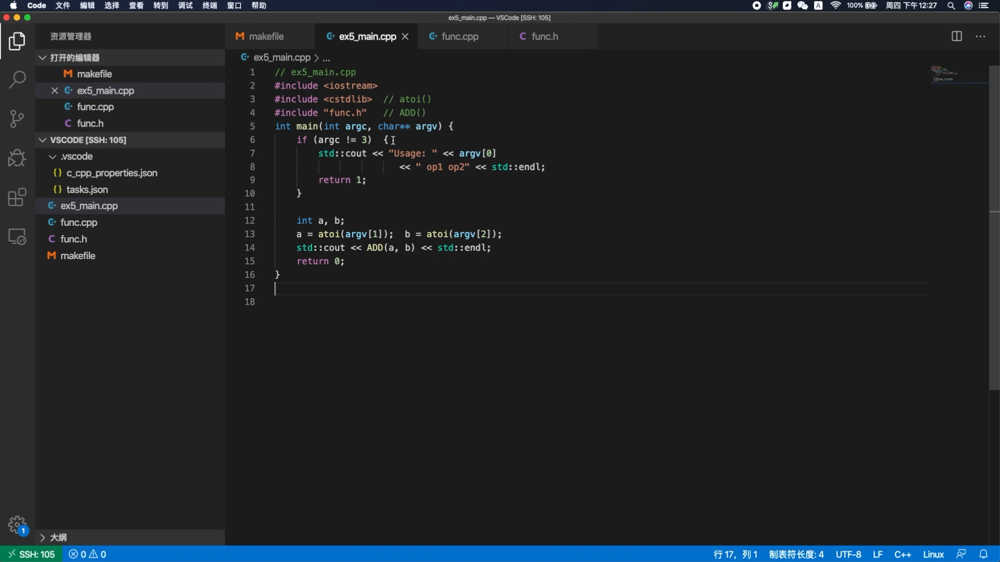 Code 文件 编辑 选择 查看 转到 调试 终端 窗口 帮助 A 100% 周四 下午12:27
ex5_main.cpp — VSCode [SSH: 105]
资源管理器
makefile ex5_main.cpp func.cpp C func.h
打开的编辑器
makefile
ex5_main.cpp
func.cpp
C func.h
VSCODE [SSH: 105]
.vscode
{} c_cpp_properties.json
{} tasks.json
ex5_main.cpp
func.cpp
C func.h
makefile
大纲
ex5_main.cpp > ...
1 // ex5_main.cpp
2 #include <iostream>
3 #include <cstdlib>  // atoi()
4 #include "func.h"   // ADD()
5 int main(int argc, char** argv) {
6     if (argc != 3)  {
7         std::cout << "Usage: " << argv[0]
8                        << " op1 op2" << std::endl;
9         return 1;
10     }
11
12     int a, b;
13     a = atoi(argv[1]);  b = atoi(argv[2]);
14     std::cout << ADD(a, b) << std::endl;
15     return 0;
16 }
17
18
1
SSH: 105 0 0 行 17，列 1 制表符长度: 4 UTF-8 LF C++ Linux